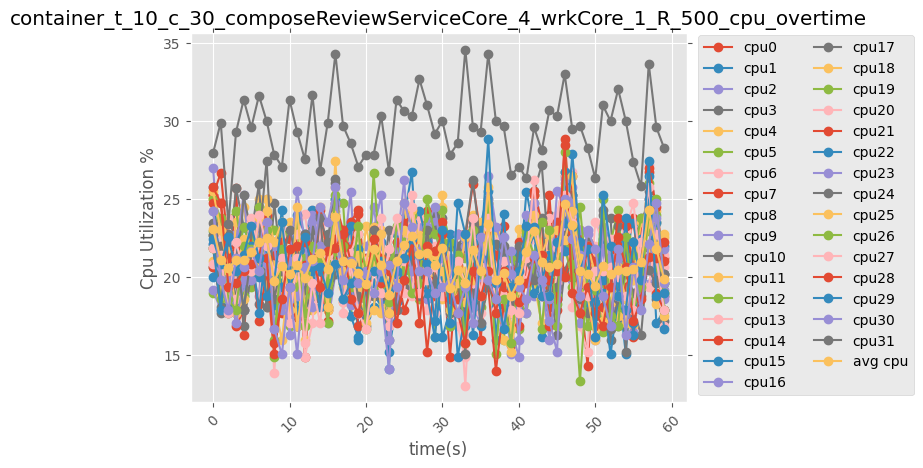 container_t_10_c_30_composeReviewServiceCore_4_wrkCore_1_R_500_cpu_overtime
Cpu Utilization %
35
30
25
20
15
0
10
20
30
40
50
60
time(s)
cpu0
cpu1
cpu2
cpu3
cpu4
cpu5
cpu6
cpu7
cpu8
cpu9
cpu10
cpu11
cpu12
cpu13
cpu14
cpu15
cpu16
cpu17
cpu18
cpu19
cpu20
cpu21
cpu22
cpu23
cpu24
cpu25
cpu26
cpu27
cpu28
cpu29
cpu30
cpu31
avg cpu